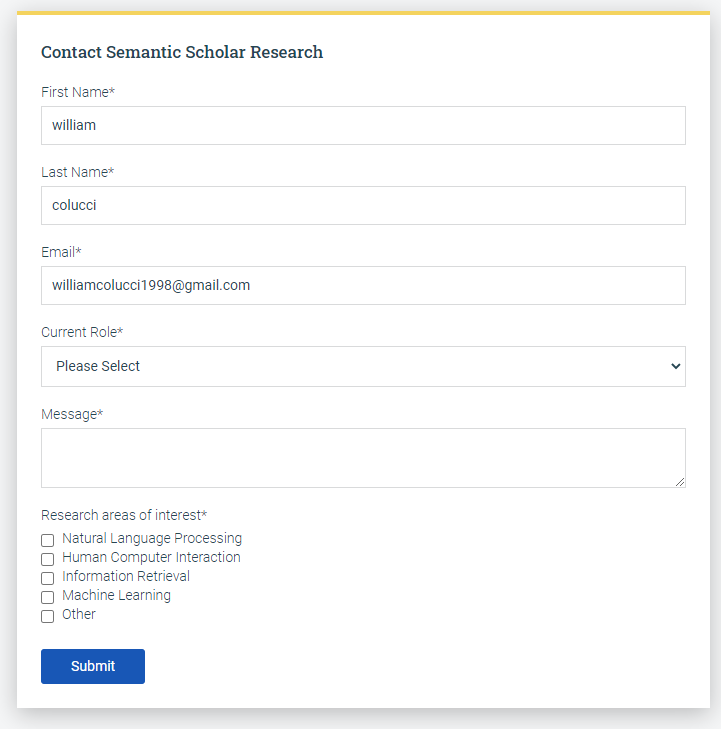 Contact Semantic Scholar Research
First Name*
william
Last Name*
colucci
Email*
williamcolucci1998@gmail.com
Current Role*
Please Select
Message*
Research areas of interest*
Natural Language Processing
Human Computer Interaction
Information Retrieval
Machine Learning
Other
Submit